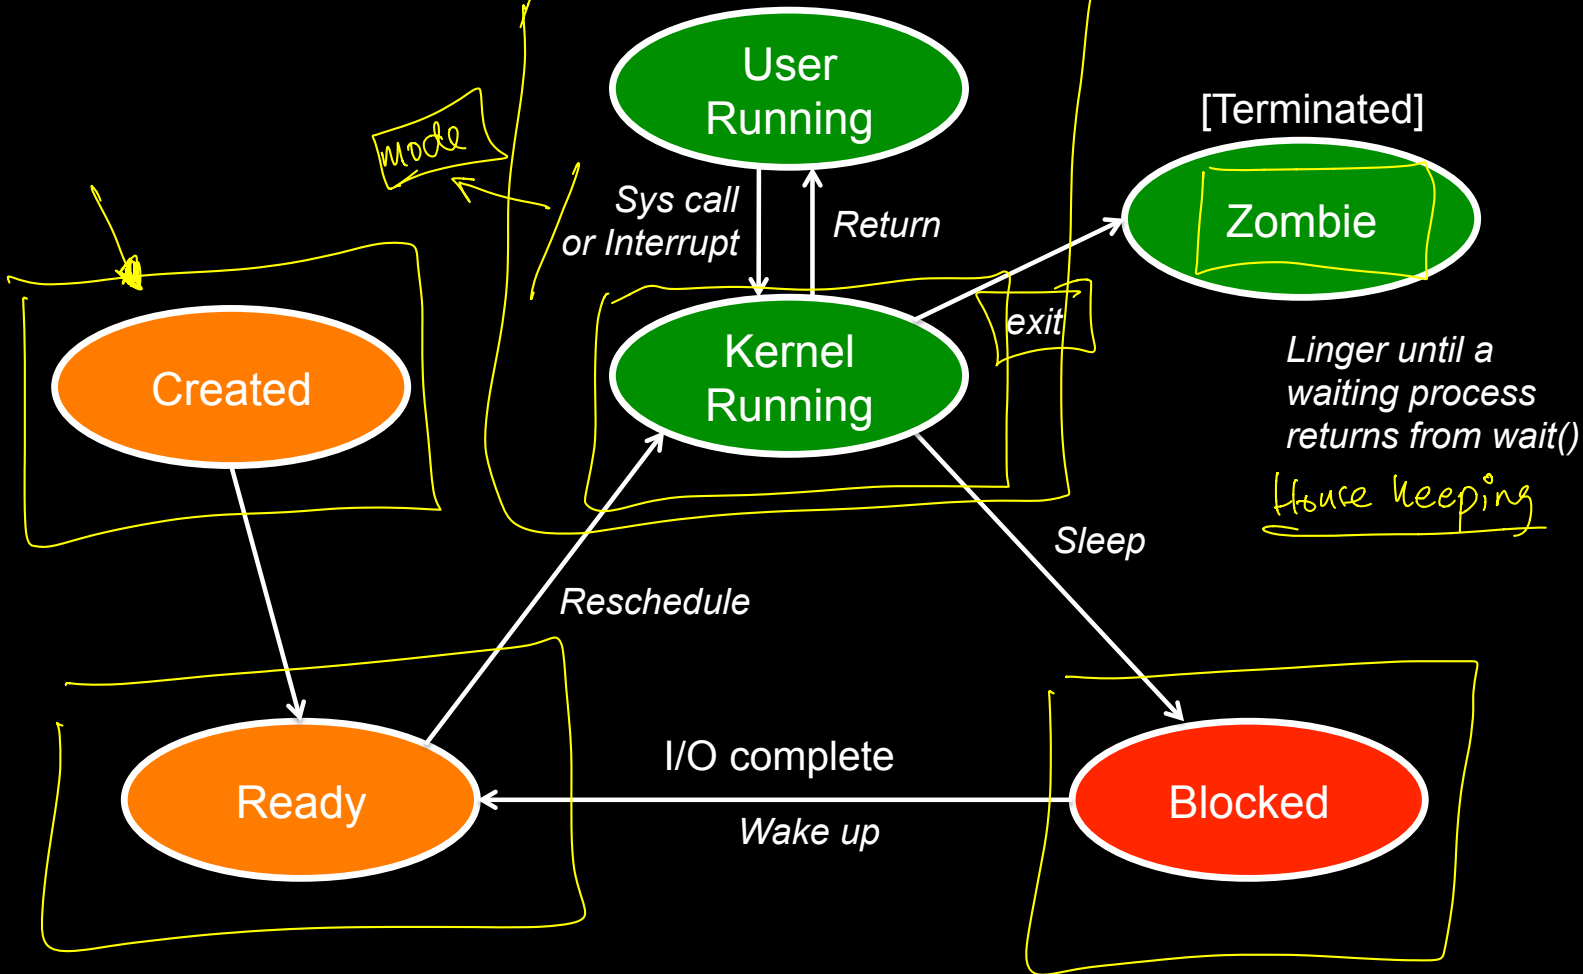 User
Running
[Terminated]
mode
Sys call
or Interrupt
Return
Zombie
exit
Kernel
Running
Linger until a
waiting process
returns from wait()
Created
House keeping
Sleep
Reschedule
I/O complete
Ready
Blocked
Wake up